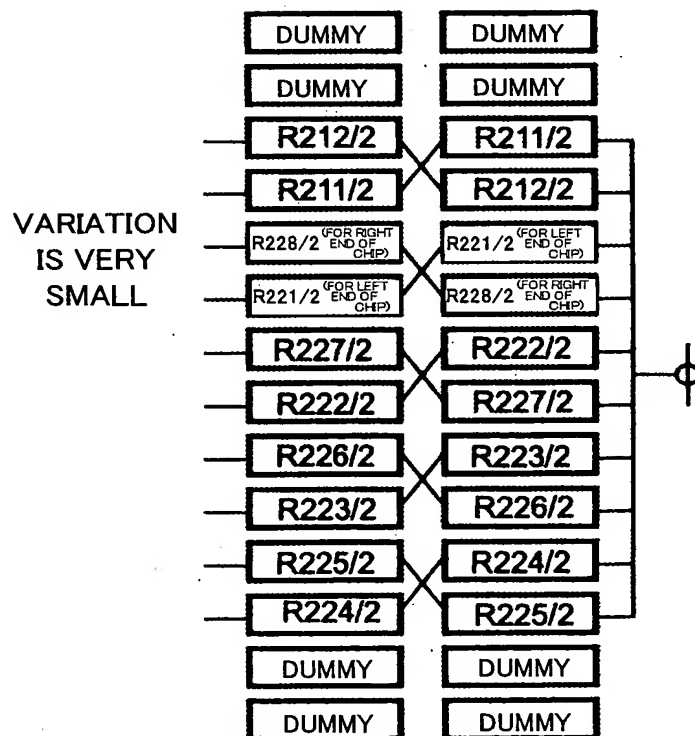 DUMMY DUMMY
DUMMY DUMMY
R212/2 R211/2
R211/2 R212/2
VARIATION
IS VERY
SMALL
R228/2 (FOR RIGHT END OF CHIP) R221/2 (FOR LEFT END OF CHIP)
R221/2 (FOR LEFT END OF CHIP) R228/2 (FOR RIGHT END OF CHIP)
R227/2 R222/2
R222/2 R227/2
R226/2 R223/2
R223/2 R226/2
R225/2 R224/2
R224/2 R225/2
DUMMY DUMMY
DUMMY DUMMY